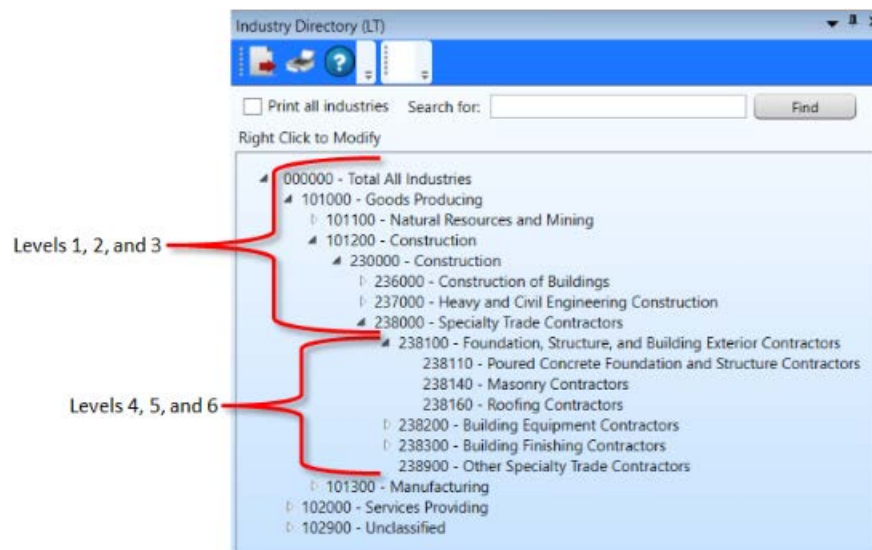 Industry Directory (LT)
Print all industries Search for: Find
Right Click to Modify
000000 - Total All Industries
101000 - Goods Producing
101100 - Natural Resources and Mining
Levels 1, 2, and 3
101200 - Construction
230000 - Construction
236000 - Construction of Buildings
237000 - Heavy and Civil Engineering Construction
238000 - Specialty Trade Contractors
238100 - Foundation, Structure, and Building Exterior Contractors
238110 - Poured Concrete Foundation and Structure Contractors
238140 - Masonry Contractors
Levels 4, 5, and 6
238160 - Roofing Contractors
238200 - Building Equipment Contractors
238300 - Building Finishing Contractors
238900 - Other Specialty Trade Contractors
101300 - Manufacturing
102000 - Services Providing
102900 - Unclassified